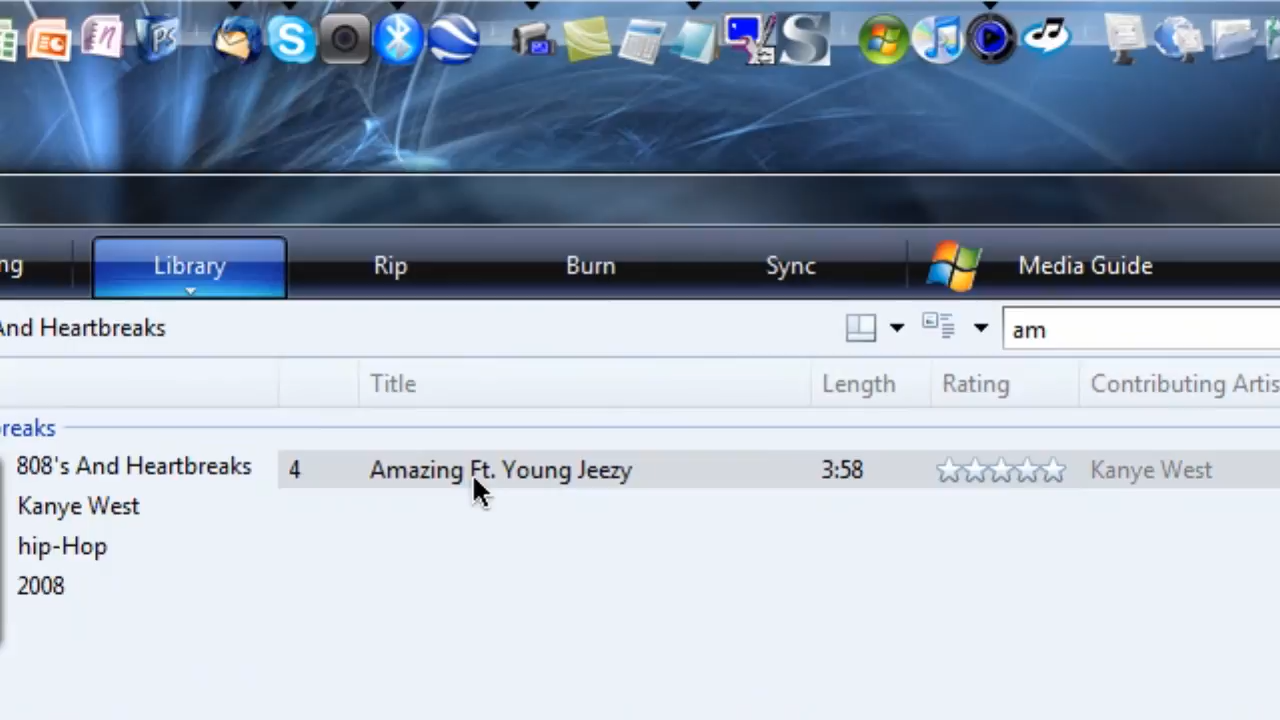 Ps
S
ng
Library
Rip
Burn
Sync
Media Guide
And Heartbreaks
am
Title
Length
Rating
Contributing Artis
reaks
808's And Heartbreaks
4
Amazing Ft. Young Jeezy
3:58
Kanye West
Kanye West
hip-Hop
2008